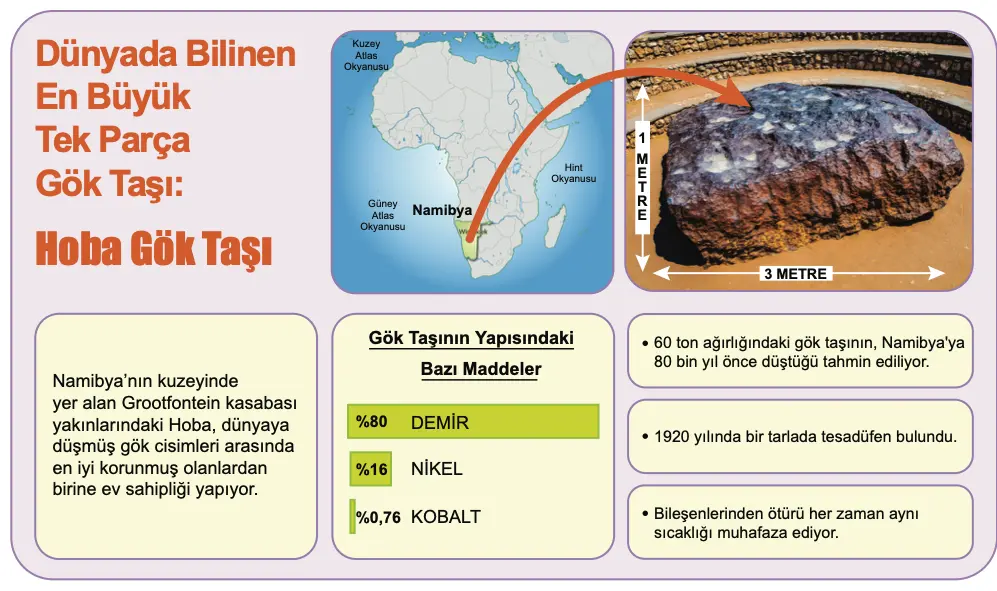 Dünyada Bilinen
En Büyük
Tek Parça
Gök Taşı:
Hoba Gök Taşı
Kuzey
Atlas
Okyanusu
Hint
Okyanusu
Güney
Atlas
Okyanusu
Namibya
1
METRE
3 METRE
Namibya’nın kuzeyinde
yer alan Grootfontein kasabası
yakınlarındaki Hoba, dünyaya
düşmüş gök cisimleri arasında
en iyi korunmuş olanlardan
birine ev sahipliği yapıyor.
Gök Taşının Yapısındaki
Bazı Maddeler
%80 DEMİR
%16 NİKEL
%0,76 KOBALT
• 60 ton ağırlığındaki gök taşının, Namibya'ya
80 bin yıl önce düştüğü tahmin ediliyor.
• 1920 yılında bir tarlada tesadüfen bulundu.
• Bileşenlerinden ötürü her zaman aynı
sıcaklığı muhafaza ediyor.